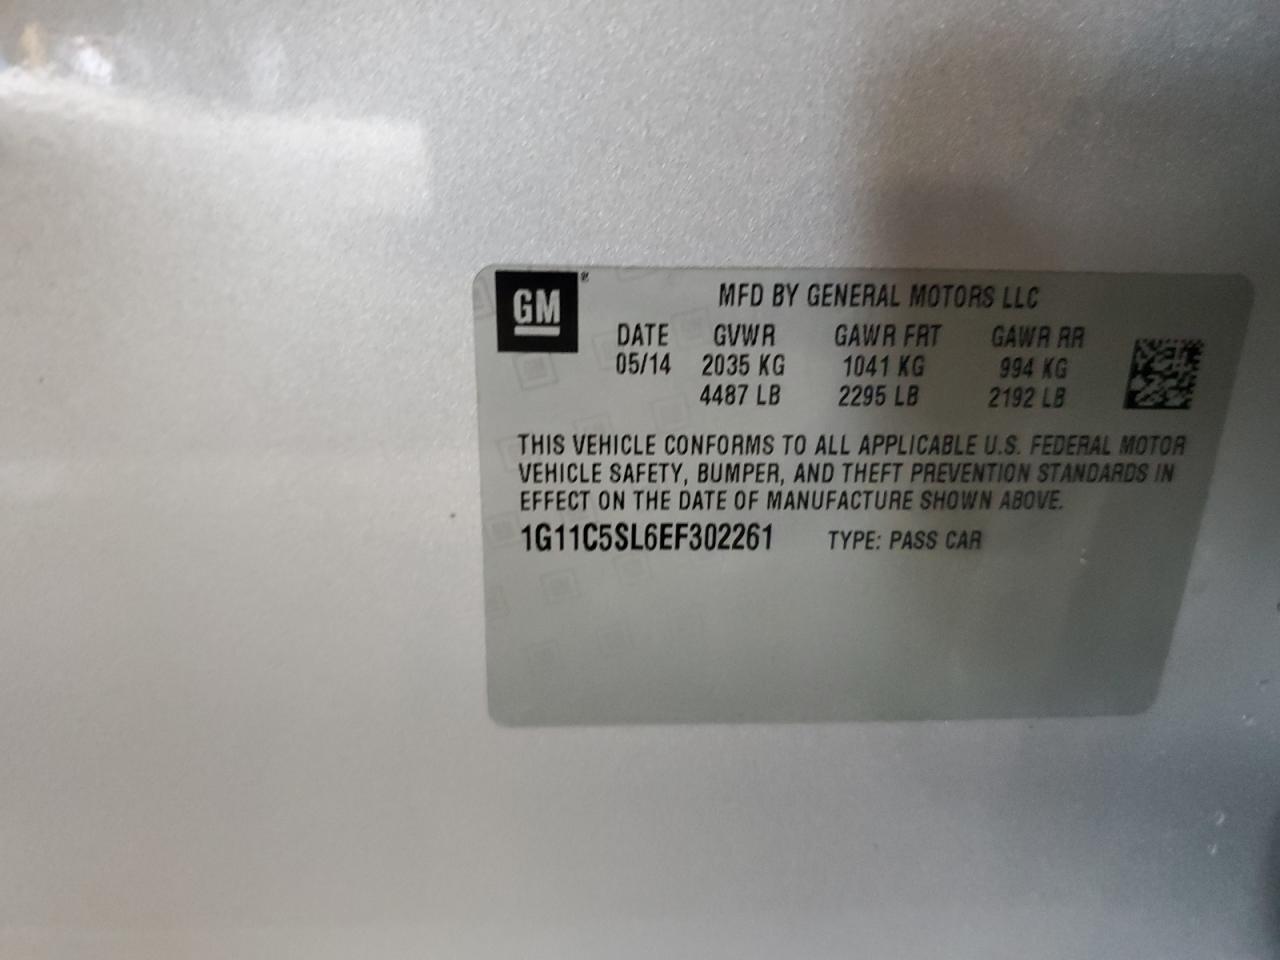 GM
MFD BY GENERAL MOTORS LLC
DATE GVWR GAWR FRT GAWR RR
05/14 2035 KG 1041 KG 994 KG
4487 LB 2295 LB 2192 LB
THIS VEHICLE CONFORMS TO ALL APPLICABLE U.S. FEDERAL MOTOR
VEHICLE SAFETY, BUMPER, AND THEFT PREVENTION STANDARDS IN
EFFECT ON THE DATE OF MANUFACTURE SHOWN ABOVE.
1G11C5SL6EF302261 TYPE: PASS CAR